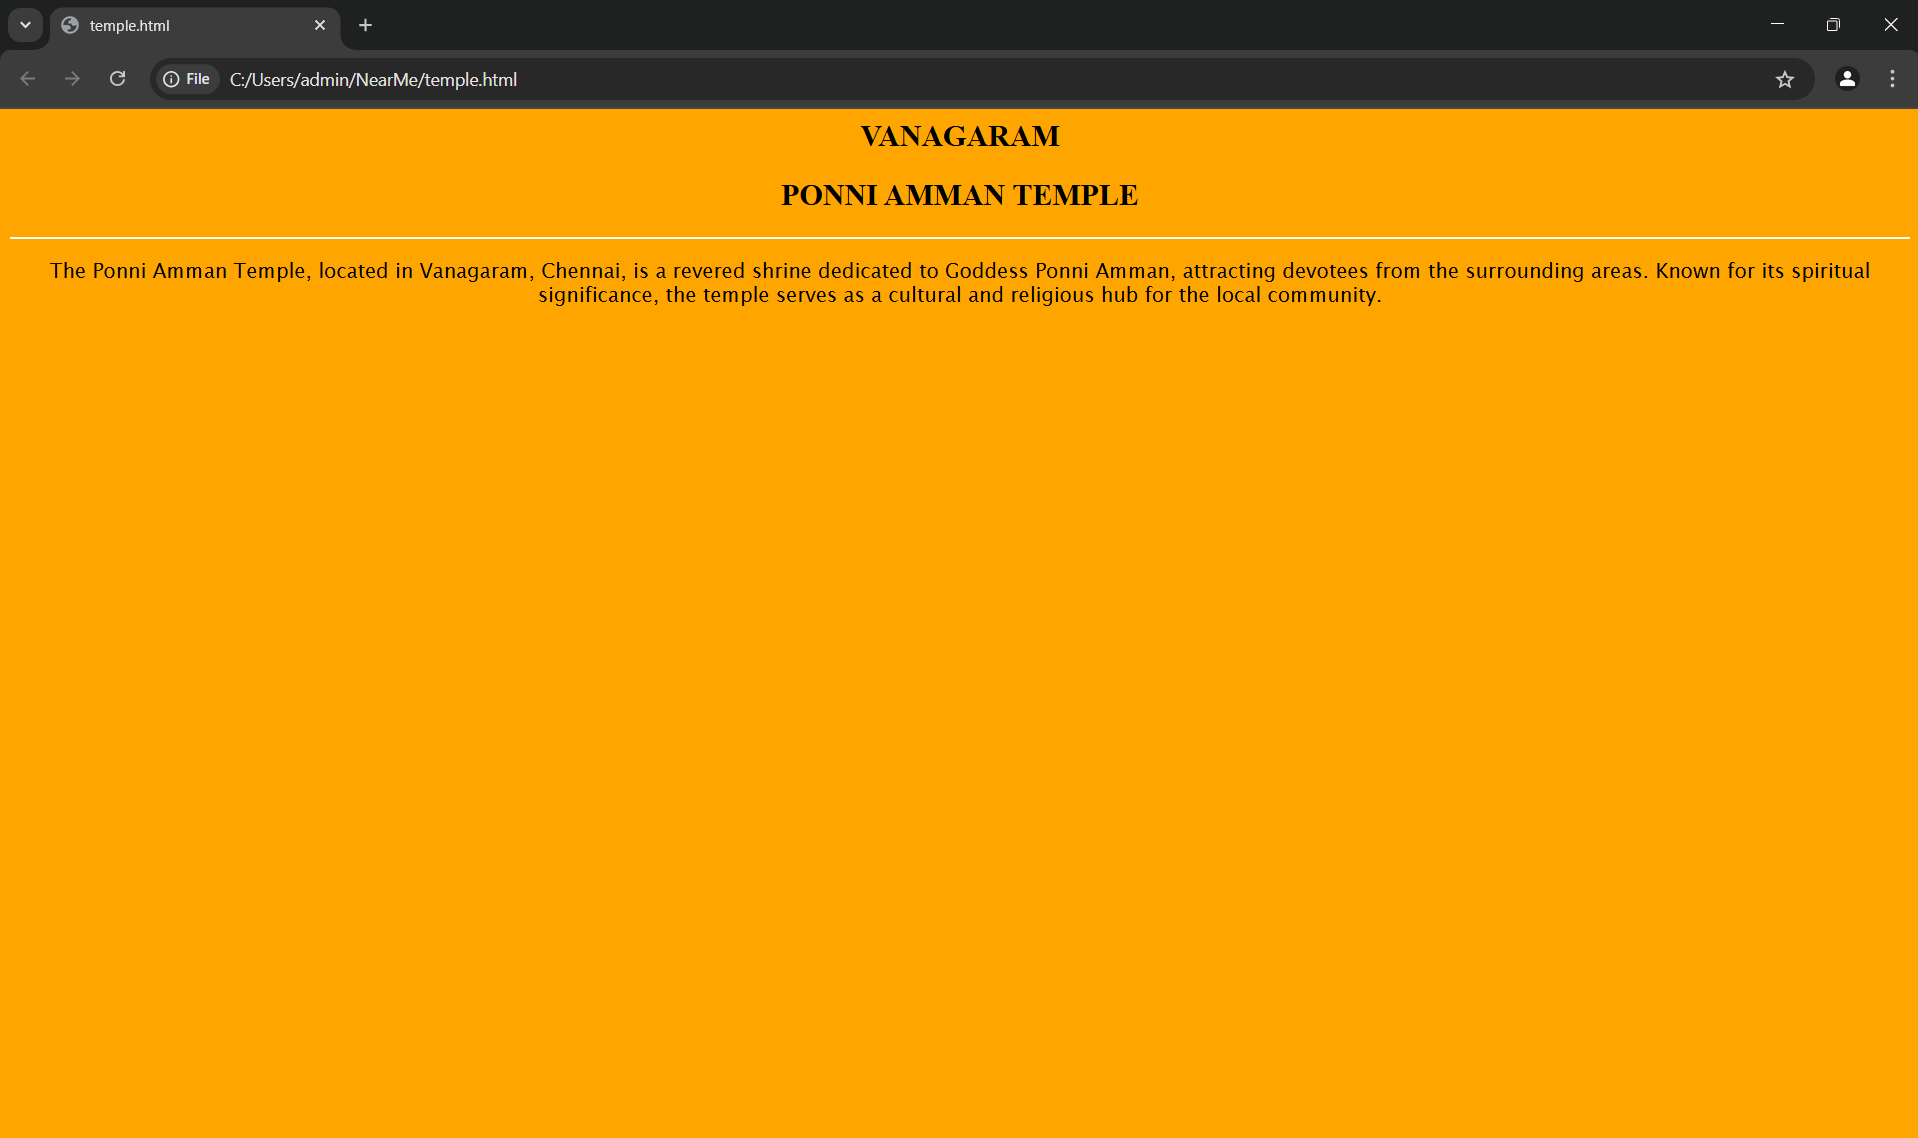 temple.html
File C:/Users/admin/NearMe/temple.html
VANAGARAM
PONNI AMMAN TEMPLE
The Ponni Amman Temple, located in Vanagaram, Chennai, is a revered shrine dedicated to Goddess Ponni Amman, attracting devotees from the surrounding areas. Known for its spiritual
significance, the temple serves as a cultural and religious hub for the local community.